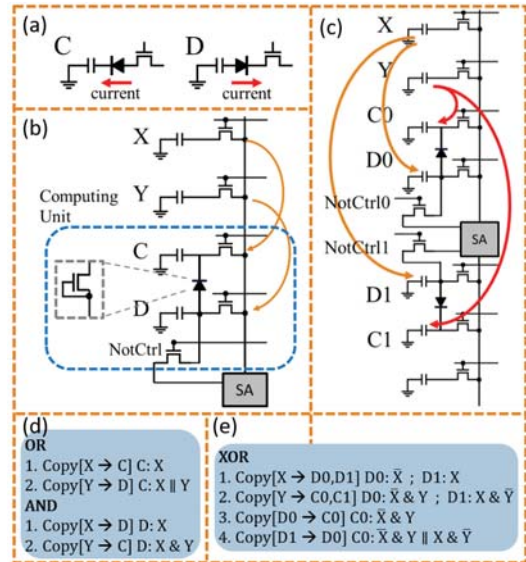 (a)
C
D
current
current
(b)
X
Y
Computing
Unit
C
D
NotCtrl
SA
(c)
X
Y
C0
D0
NotCtrl0
NotCtrl1
SA
D1
C1
(d)
OR
1. Copy[X → C] C: X
2. Copy[Y → D] C: X ∥ Y
AND
1. Copy[X → D] D: X
2. Copy[Y → C] D: X & Y
(e)
XOR
1. Copy[X → D0,D1] D0: X̄ ; D1: X
2. Copy[Y → C0,C1] D0: X̄ & Y ; D1: X & Ȳ
3. Copy[D0 → C0] C0: X̄ & Y
4. Copy[D1 → D0] C0: X̄ & Y ∥ X & Ȳ